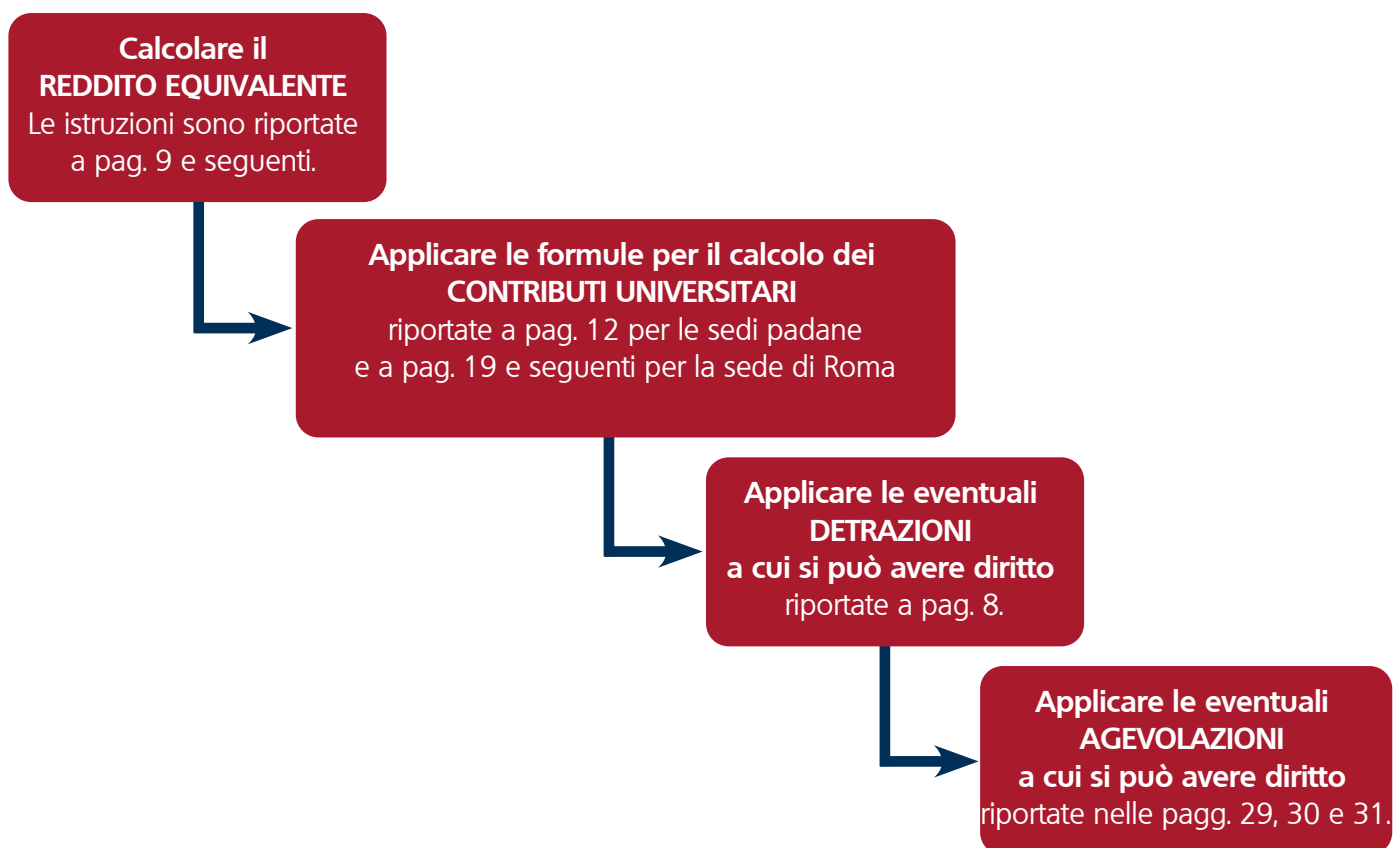 Calcolare il
REDDITO EQUIVALENTE
Le istruzioni sono riportate
a pag. 9 e seguenti.
Applicare le formule per il calcolo dei
CONTRIBUTI UNIVERSITARI
riportate a pag. 12 per le sedi padane
e a pag. 19 e seguenti per la sede di Roma
Applicare le eventuali
DETRAZIONI
a cui si può avere diritto
riportate a pag. 8.
Applicare le eventuali
AGEVOLAZIONI
a cui si può avere diritto
riportate nelle pagg. 29, 30 e 31.